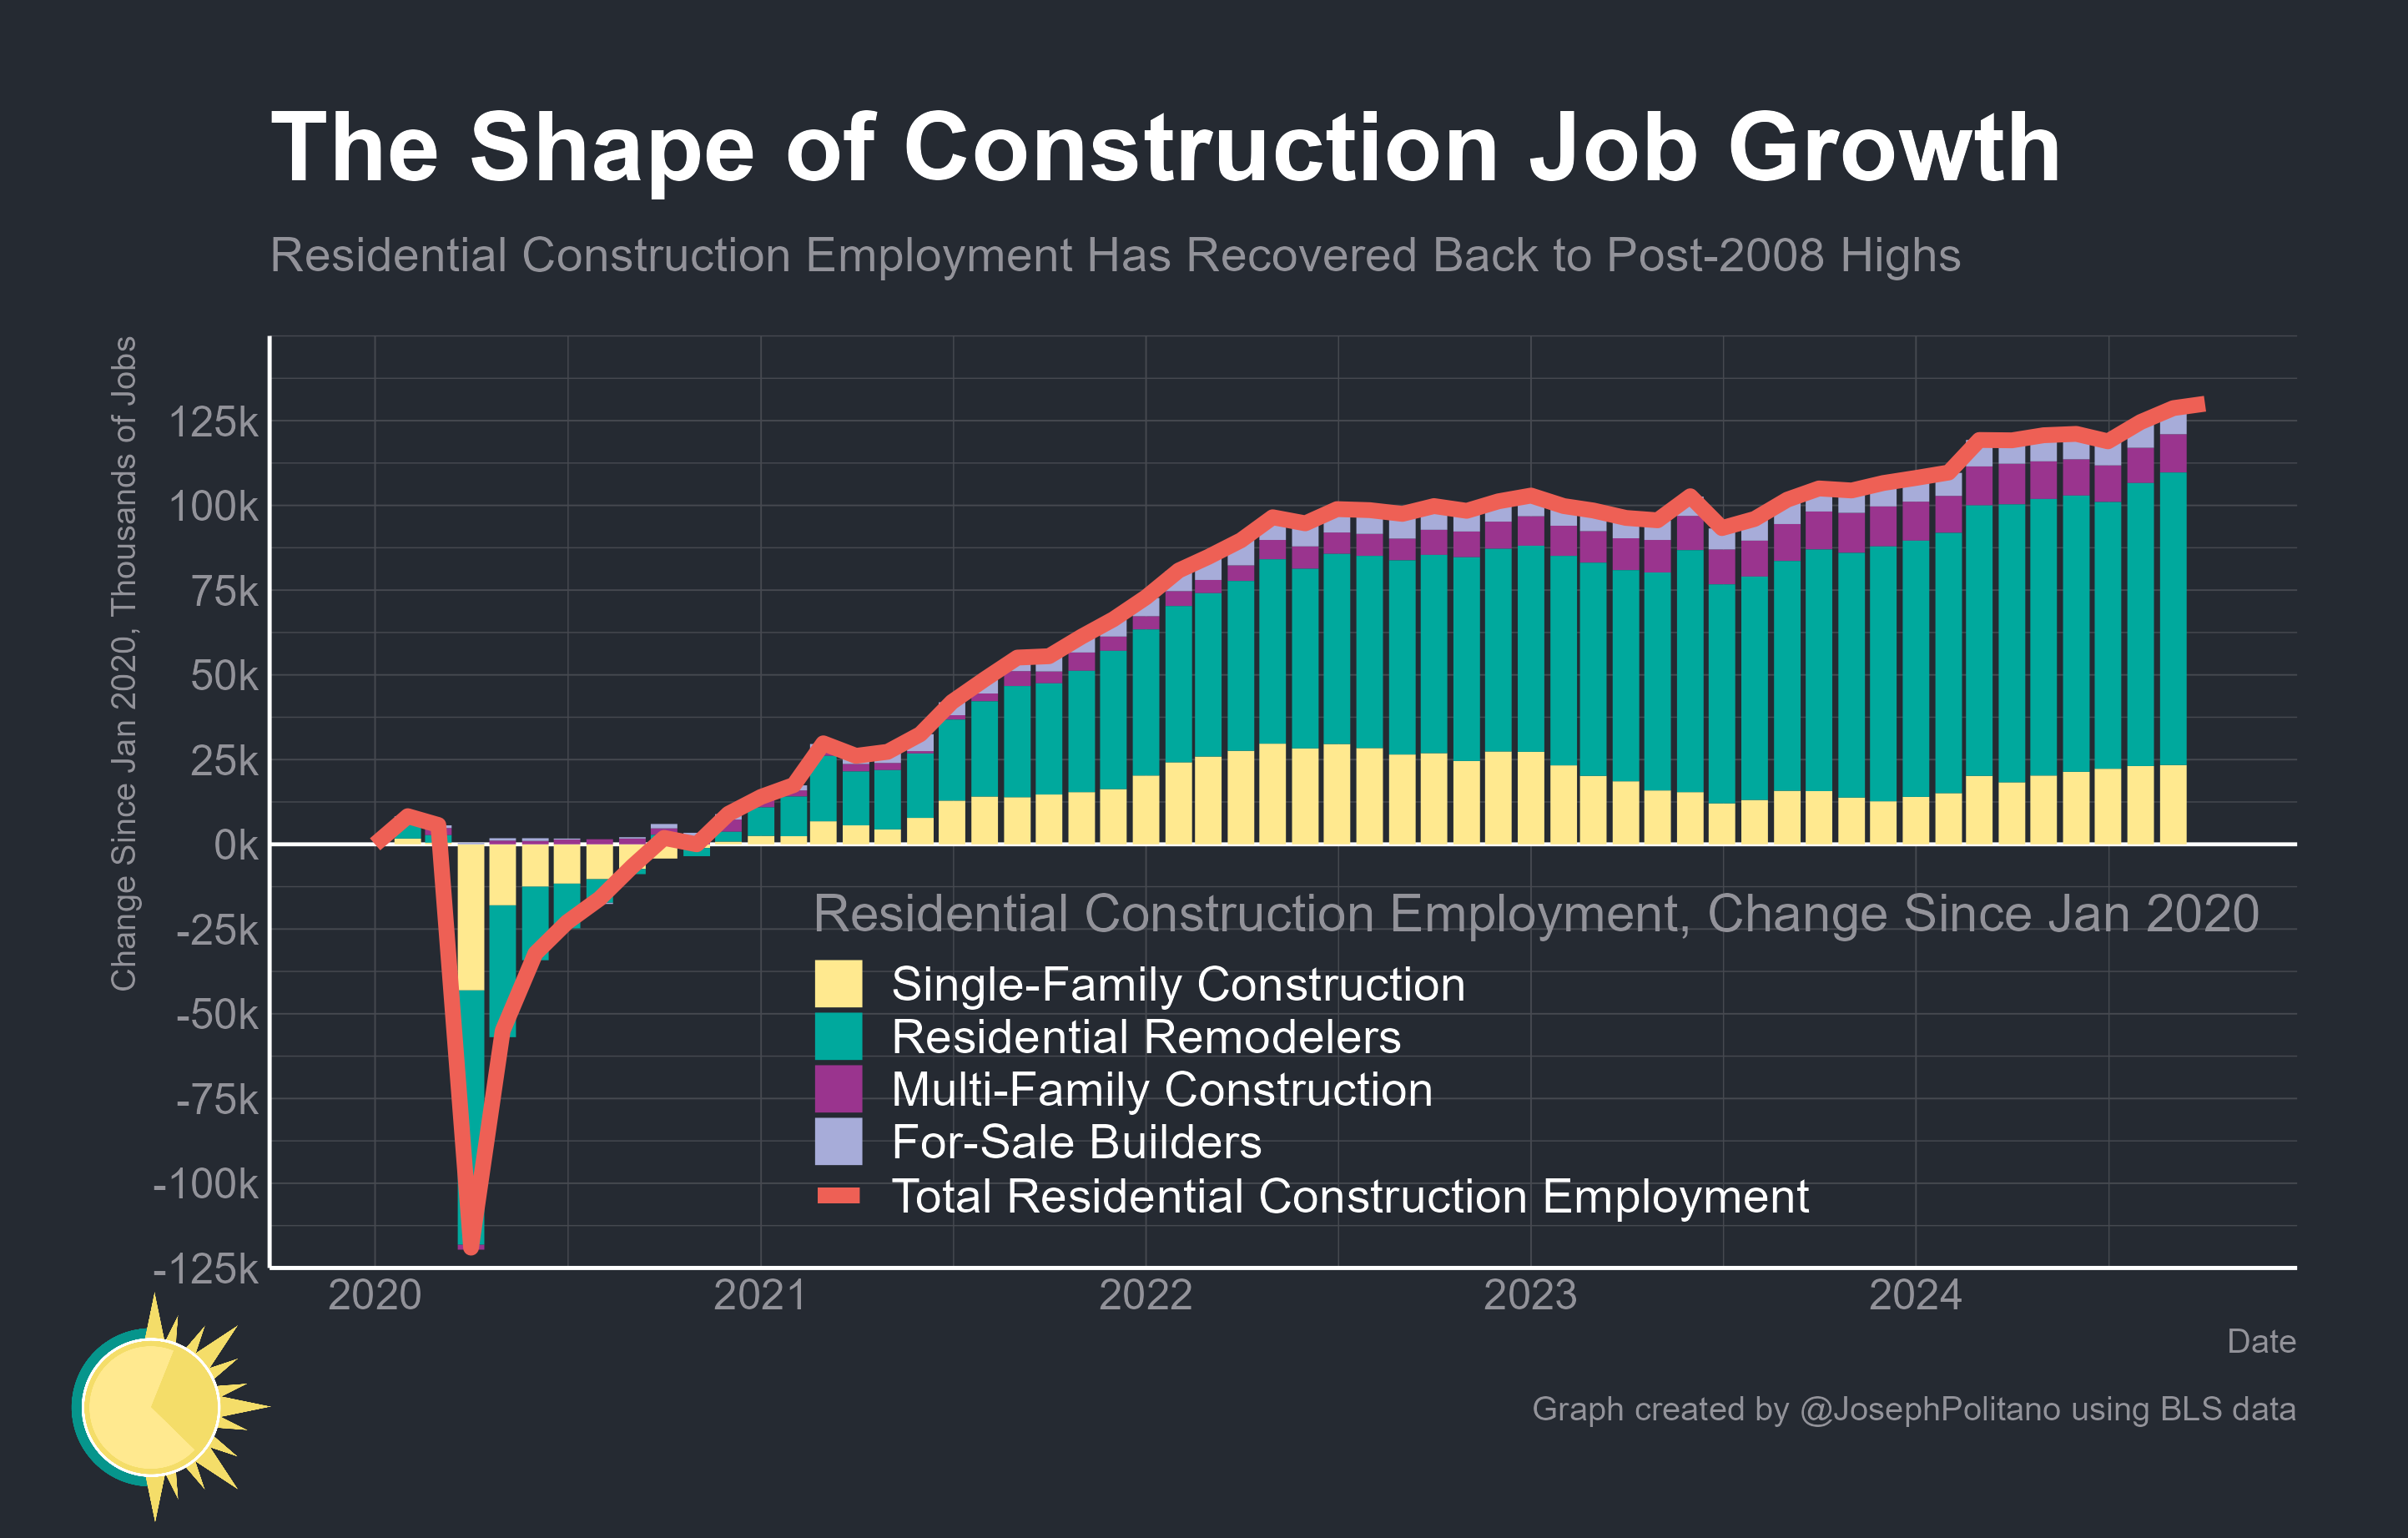 The Shape of Construction Job Growth
Residential Construction Employment Has Recovered Back to Post-2008 Highs
Change Since Jan 2020, Thousands of Jobs
125k
100k
75k
50k
25k
0k
-25k
-50k
-75k
-100k
-125k
Residential Construction Employment, Change Since Jan 2020
Single-Family Construction
Residential Remodelers
Multi-Family Construction
For-Sale Builders
Total Residential Construction Employment
2020 2021 2022 2023 2024
Date
Graph created by @JosephPolitano using BLS data